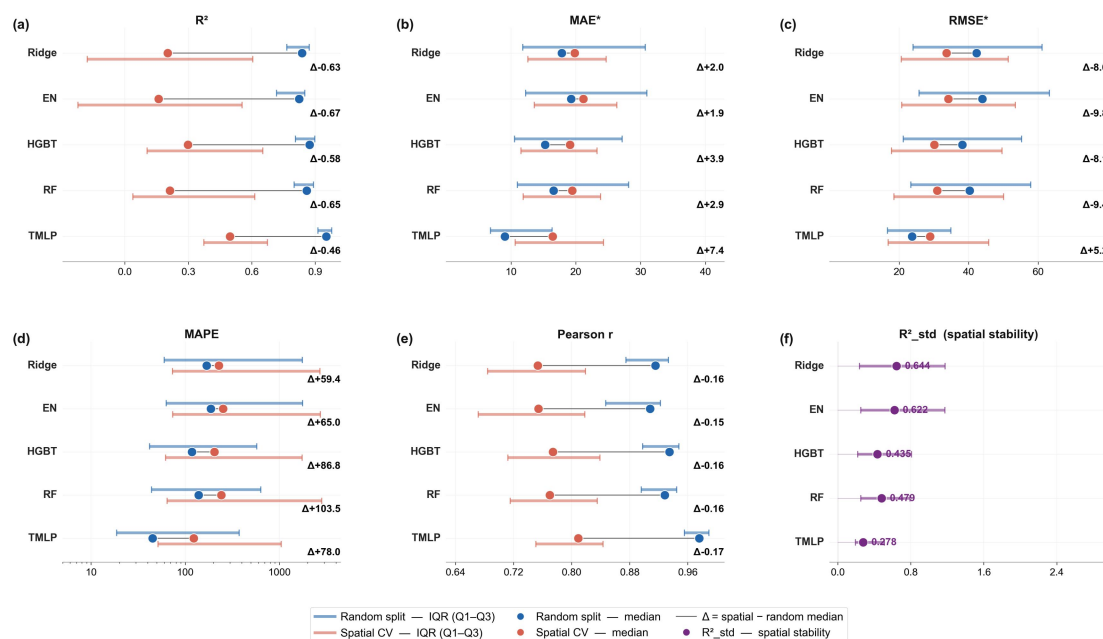 (a) R²
Ridge Δ-0.63
EN Δ-0.67
HGBT Δ-0.58
RF Δ-0.65
TMLP Δ-0.46
0.0 0.3 0.6 0.9
(b) MAE*
Δ+2.0
Δ+1.9
Δ+3.9
Δ+2.9
Δ+7.4
10 20 30 40
(c) RMSE*
Ridge
EN
HGBT
RF
TMLP
Δ-9.8
Δ-9.4
20 40 60
(d) MAPE
Ridge Δ+59.4
EN Δ+65.0
HGBT Δ+86.8
RF Δ+103.5
TMLP Δ+78.0
10 100 1000
(e) Pearson r
Ridge Δ-0.16
EN Δ-0.15
HGBT Δ-0.16
RF Δ-0.16
TMLP Δ-0.17
0.64 0.72 0.80 0.88 0.96
(f) R²_std (spatial stability)
Ridge 0.644
EN 0.622
HGBT 0.435
RF 0.479
TMLP 0.278
0.0 0.8 1.6 2.4
Random split — IQR (Q1–Q3) Random split — median Δ = spatial − random median
Spatial CV — IQR (Q1–Q3) Spatial CV — median R²_std — spatial stability